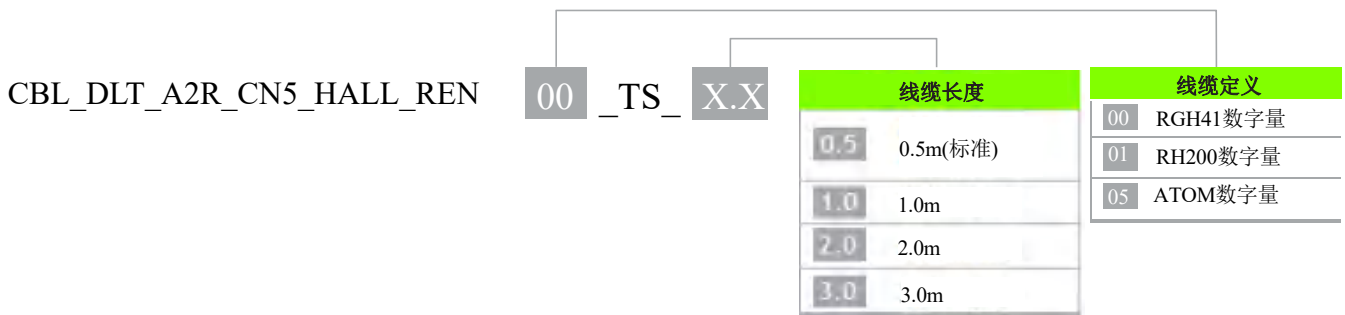 CBL_DLT_A2R_CN5_HALL_REN 00 _TS_ X.X
线缆长度
0.5 0.5m(标准)
1.0 1.0m
2.0 2.0m
3.0 3.0m
线缆定义
00 RGH41数字量
01 RH200数字量
05 ATOM数字量